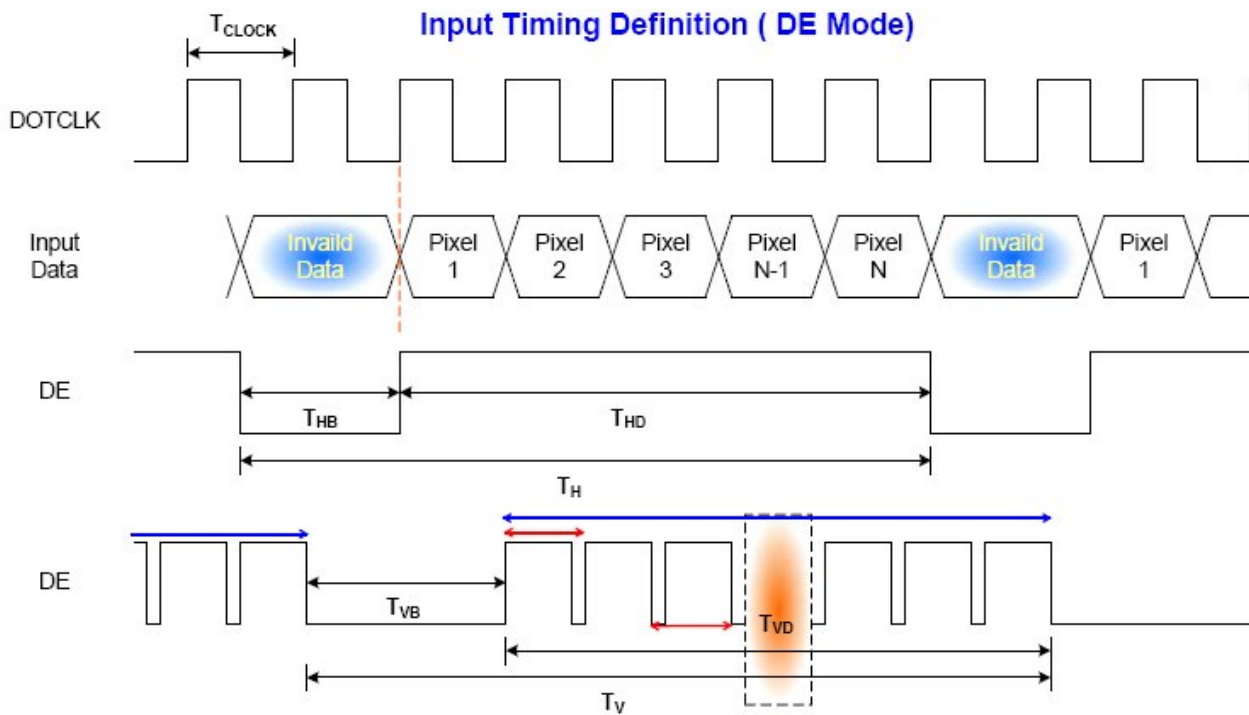 Input Timing Definition ( DE Mode)
TCLOCK
DOTCLK
Input
Data
Invaild
Data
Pixel
1
Pixel
2
Pixel
3
Pixel
N-1
Pixel
N
Invaild
Data
Pixel
1
DE
THB
THD
TH
DE
TVB
TVD
TV